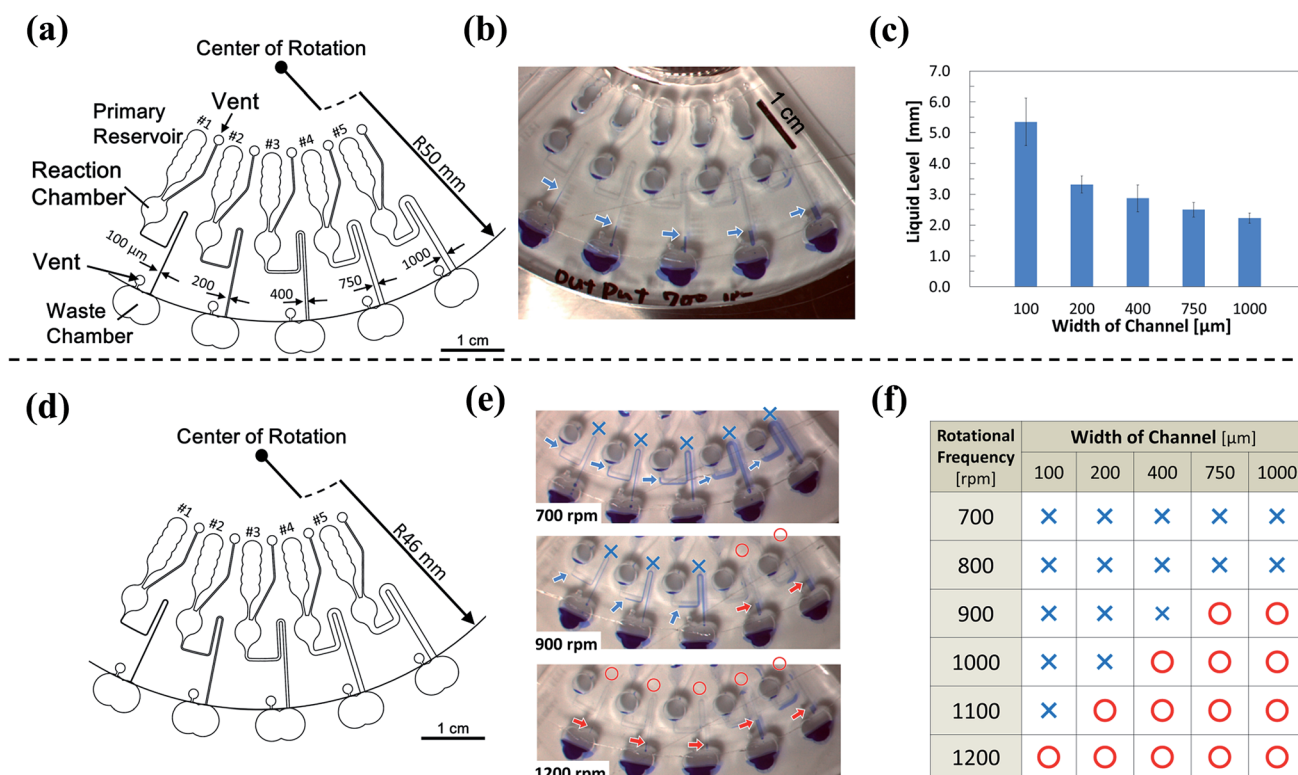 (a)
Center of Rotation
Primary
Reservoir
Vent
#1
#2
#3
#4
#5
R50 mm
Reaction
Chamber
100 μm
200
400
750
1000
Vent
Waste
Chamber
1 cm
(b)
1 cm
Out Put 700
(c)
Liquid Level [mm]
7.0
6.0
5.0
4.0
3.0
2.0
1.0
0.0
100 200 400 750 1000
Width of Channel [μm]
(d)
Center of Rotation
#1
#2
#3
#4
#5
R46 mm
1 cm
(e)
700 rpm
900 rpm
1200 rpm
(f)
Rotational
Frequency
[rpm]
Width of Channel [μm]
100 200 400 750 1000
700 × × × × ×
800 × × × × ×
900 × × × ○ ○
1000 × × ○ ○ ○
1100 × ○ ○ ○ ○
1200 ○ ○ ○ ○ ○